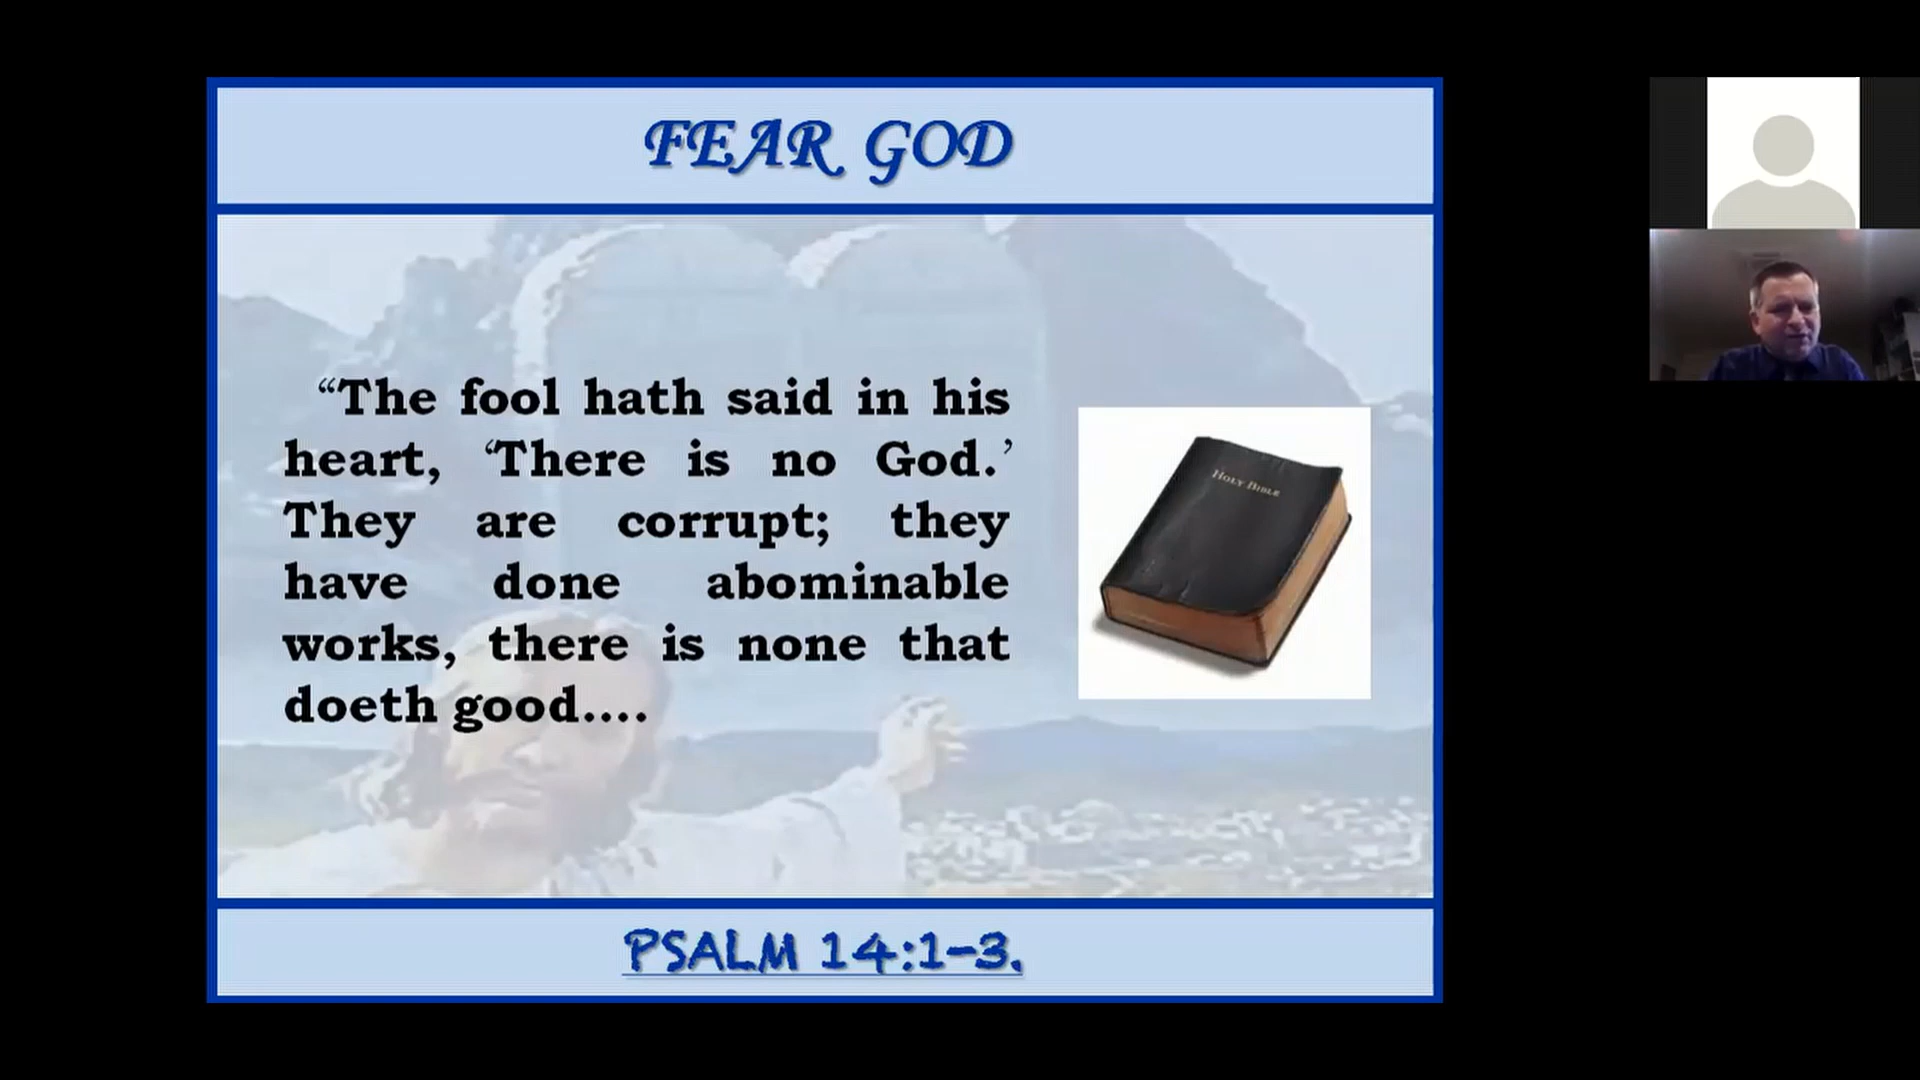 FEAR GOD
“The fool hath said in his
heart, ‘There is no God.’
They are corrupt; they
have done abominable
works, there is none that
doeth good....
HOLY BIBLE
PSALM 14:1-3.